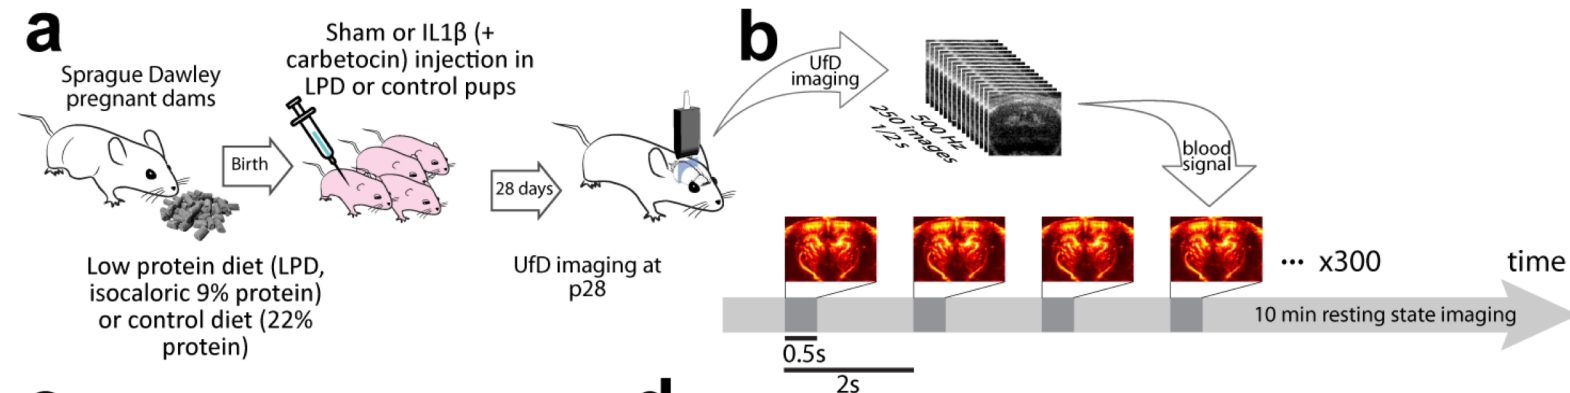 a
Sprague Dawley
pregnant dams
Birth
Sham or IL1β (+
carbetocin) injection in
LPD or control pups
28 days
Low protein diet (LPD,
isocaloric 9% protein)
or control diet (22%
protein)
UfD imaging at
p28
b
UfD
imaging
500 Hz
250 images
1/2 s
blood
signal
... x300
time
10 min resting state imaging
0.5s
2s